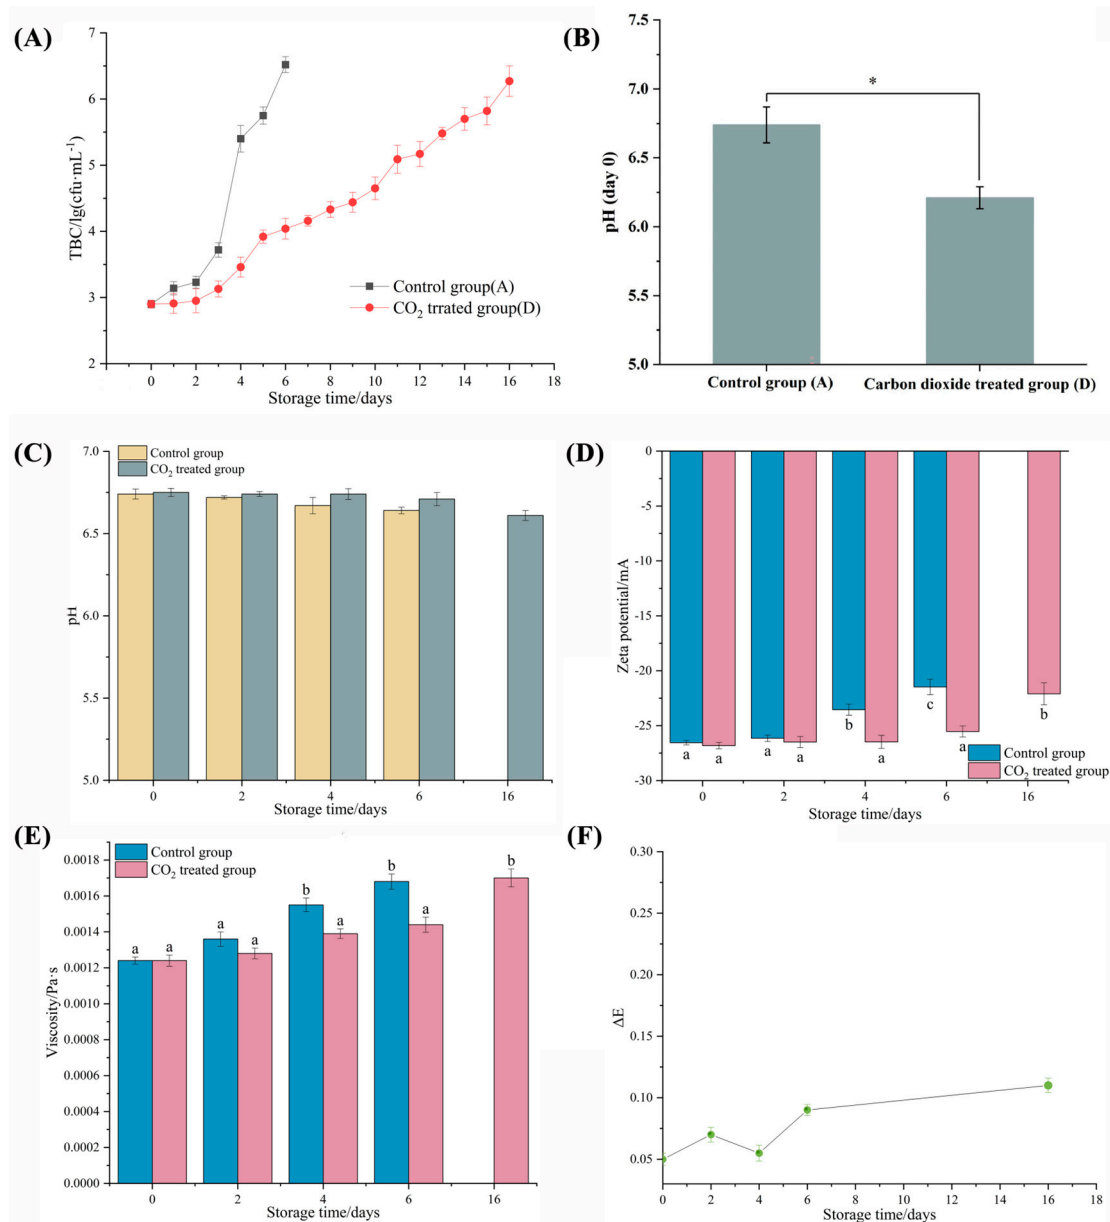 (A)
TBC/lg(cfu·mL⁻¹)
7
6
5
4
3
2
Control group(A)
CO₂ trrated group(D)
0 2 4 6 8 10 12 14 16 18
Storage time/days
(B)
pH (day 0)
7.5
7.0
6.5
6.0
5.5
5.0
*
Control group (A) Carbon dioxide treated group (D)
(C)
pH
7.0
6.5
6.0
5.5
5.0
Control group
CO₂ treated group
0 2 4 6 16
Storage time/days
(D)
Zeta potential/mA
0
-5
-10
-15
-20
-25
-30
a a a a b a c a b
Control group
CO₂ treated group
0 2 4 6 16
Storage time/days
(E)
Viscosity/Pa·s
0.0018
0.0016
0.0014
0.0012
0.0010
0.0008
0.0006
0.0004
0.0002
0.0000
Control group
CO₂ treated group
a a a a b a b a b
0 2 4 6 16
Storage time/days
(F)
ΔE
0.30
0.25
0.20
0.15
0.10
0.05
0 2 4 6 8 10 12 14 16 18
Storage time/days